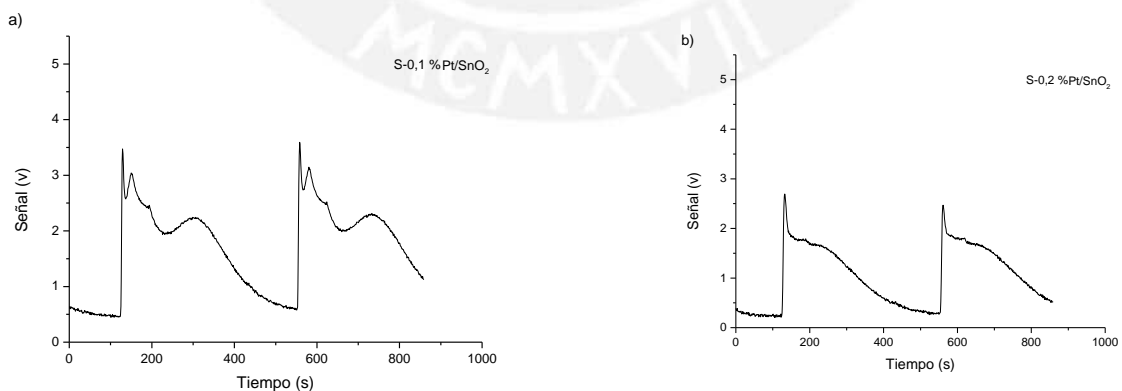 MCMXVII
a)
S-0,1 %Pt/SnO₂
5
4
3
2
1
0
Señal (v)
0 200 400 600 800 1000
Tiempo (s)
b)
S-0,2 %Pt/SnO₂
5
4
3
2
1
0
Señal (v)
0 200 400 600 800 1000
Tiempo (s)